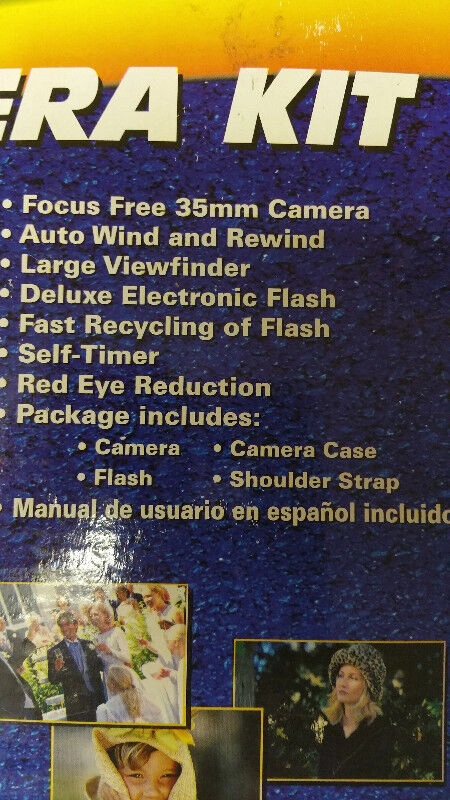 ERA KIT
• Focus Free 35mm Camera
• Auto Wind and Rewind
• Large Viewfinder
• Deluxe Electronic Flash
• Fast Recycling of Flash
• Self-Timer
• Red Eye Reduction
• Package includes:
• Camera • Camera Case
• Flash • Shoulder Strap
• Manual de usuario en español incluido